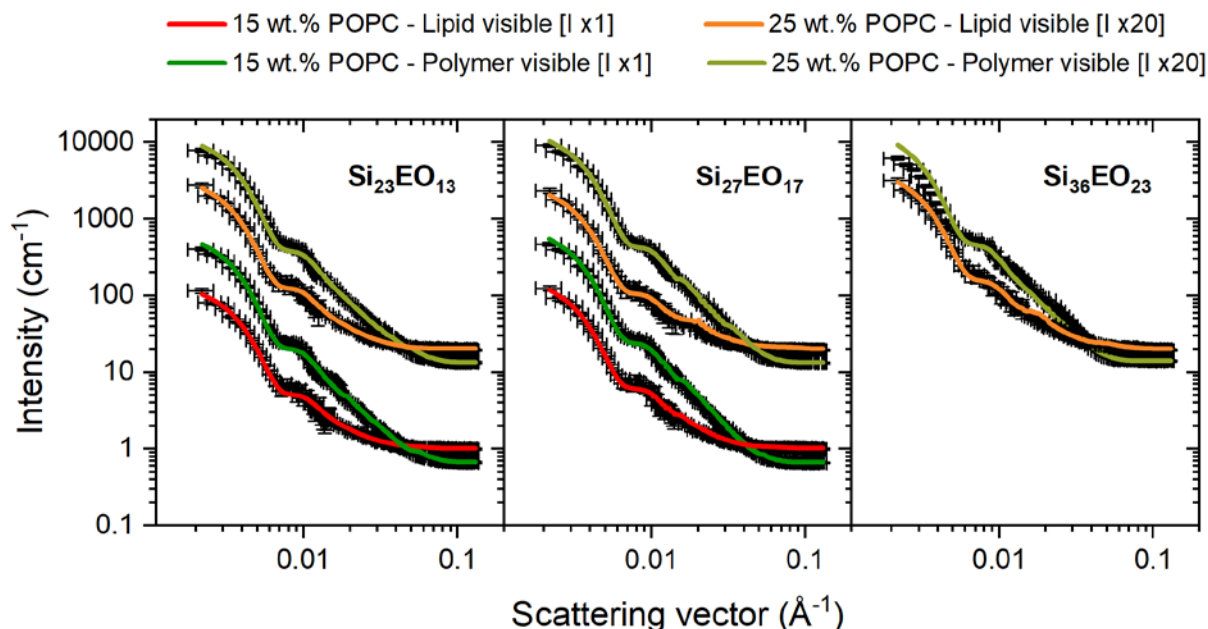 15 wt.% POPC - Lipid visible [I x1]
25 wt.% POPC - Lipid visible [I x20]
15 wt.% POPC - Polymer visible [I x1]
25 wt.% POPC - Polymer visible [I x20]
Si₂₃EO₁₃
Si₂₇EO₁₇
Si₃₆EO₂₃
10000
1000
100
10
1
0.1
Intensity (cm⁻¹)
0.01
0.1
0.01
0.1
0.01
0.1
Scattering vector (Å⁻¹)